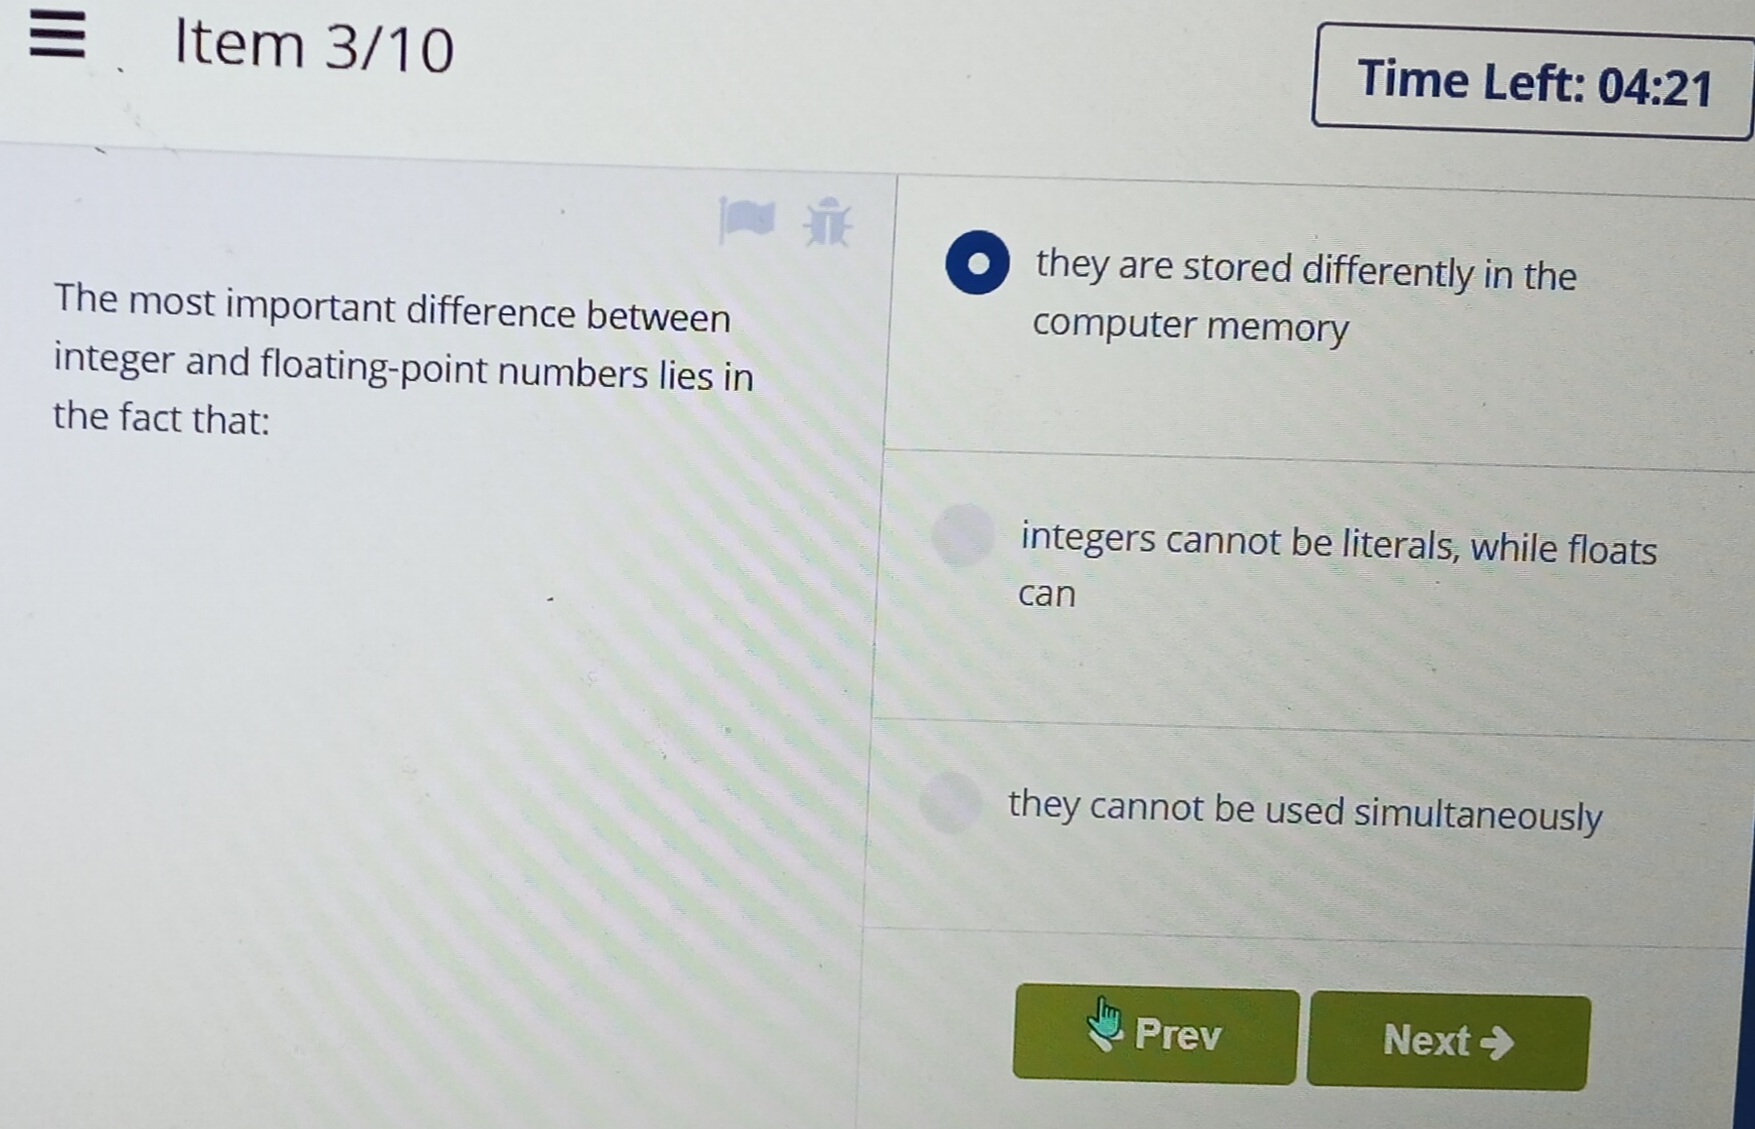 Item 3/10
Time Left: 04:21
The most important difference between
integer and floating-point numbers lies in
the fact that:
they are stored differently in the
computer memory
integers cannot be literals, while floats
can
they cannot be used simultaneously
Prev
Next